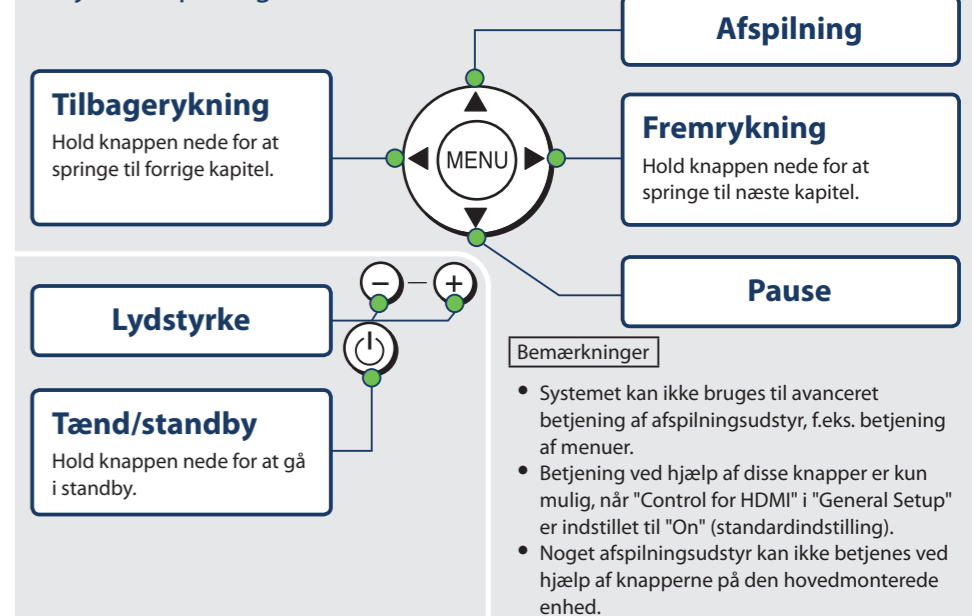 Afspilning
Tilbagerykning
Hold knappen nede for at
springe til forrige kapitel.
MENU
Fremrykning
Hold knappen nede for at
springe til næste kapitel.
Pause
Lydstyrke
Tænd/standby
Hold knappen nede for at gå
i standby.
Bemærkninger
• Systemet kan ikke bruges til avanceret
betjening af afspilningsudstyr, f.eks. betjening
af menuer.
• Betjening ved hjælp af disse knapper er kun
mulig, når "Control for HDMI" i "General Setup"
er indstillet til "On" (standardindstilling).
• Noget afspilningsudstyr kan ikke betjenes ved
hjælp af knapperne på den hovedmonterede
enhed.